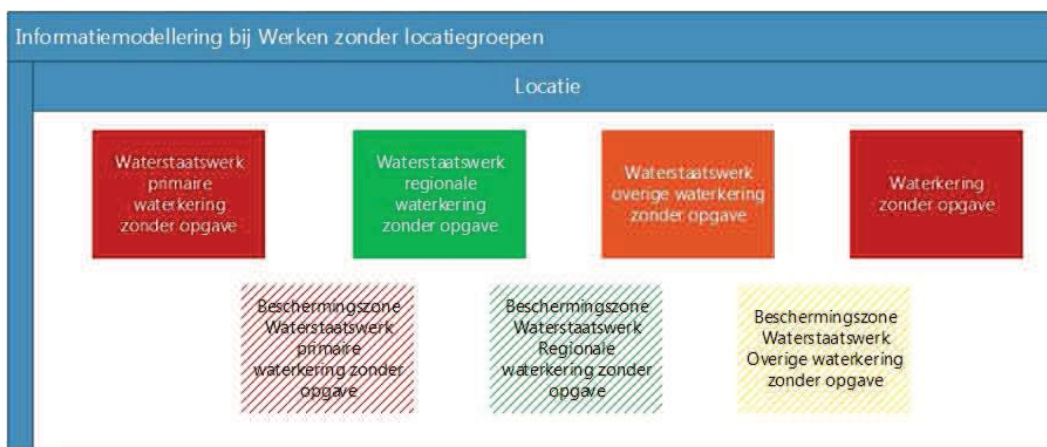 Informatiemodellering bij Werken zonder locatiegroepen
Locatie
Waterstaatswerk
primaire
waterkering
zonder opgave
Waterstaatswerk
regionale
waterkering
zonder opgave
Waterstaatswerk
overige waterkering
zonder opgave
Waterkering
zonder opgave
Beschermingszone
Waterstaatswerk
primaire
waterkering zonder
opgave
Beschermingszone
Waterstaatswerk
Regionale
waterkering zonder
opgave
Beschermingszone
Waterstaatswerk
Overige waterkering
zonder opgave